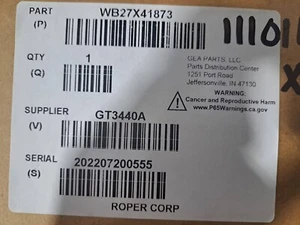 PART
(P)
WB27X41873
QTY
(Q)
1
GEA PARTS, LLC
Parts Distribution Center
1251 Port Road
Jeffersonville, IN 47130
WARNING:
Cancer and Reproductive Harm
www.P65Warnings.ca.gov
SUPPLIER
(V)
GT3440A
SERIAL
(S)
202207200555
ROPER CORP